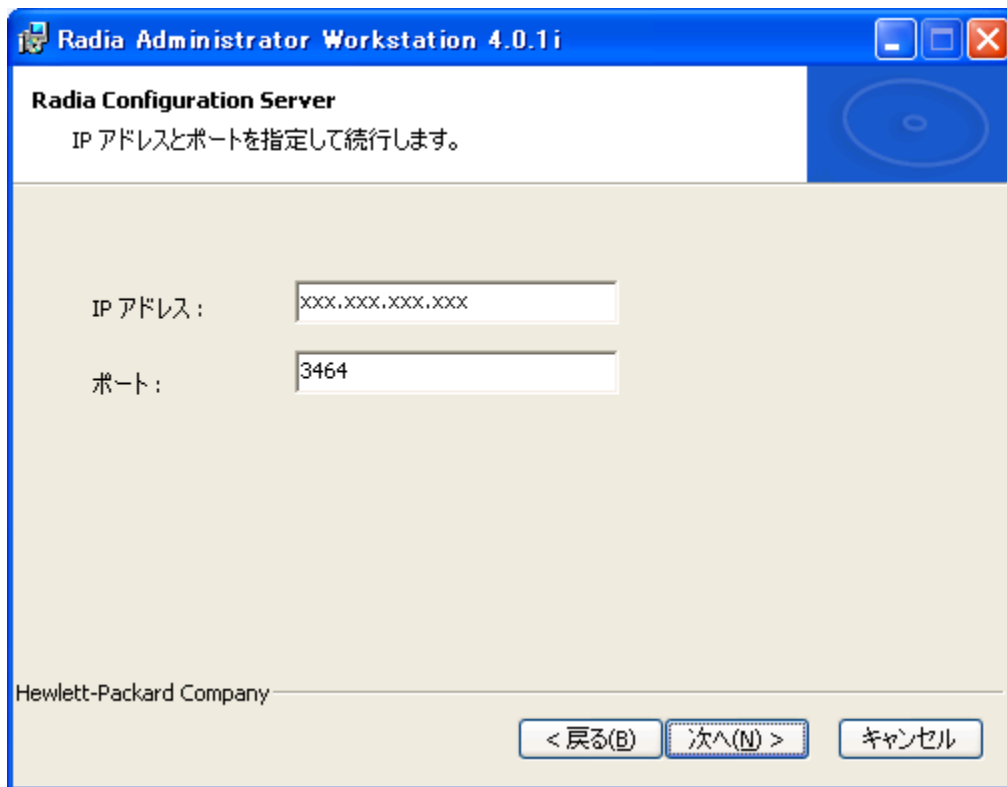 Radia Administrator Workstation 4.0.1i
Radia Configuration Server
IP アドレスとポートを指定して続行します。
IP アドレス :
xxx.xxx.xxx.xxx
ポート :
3464
Hewlett-Packard Company
< 戻る(B)
次へ(N) >
キャンセル